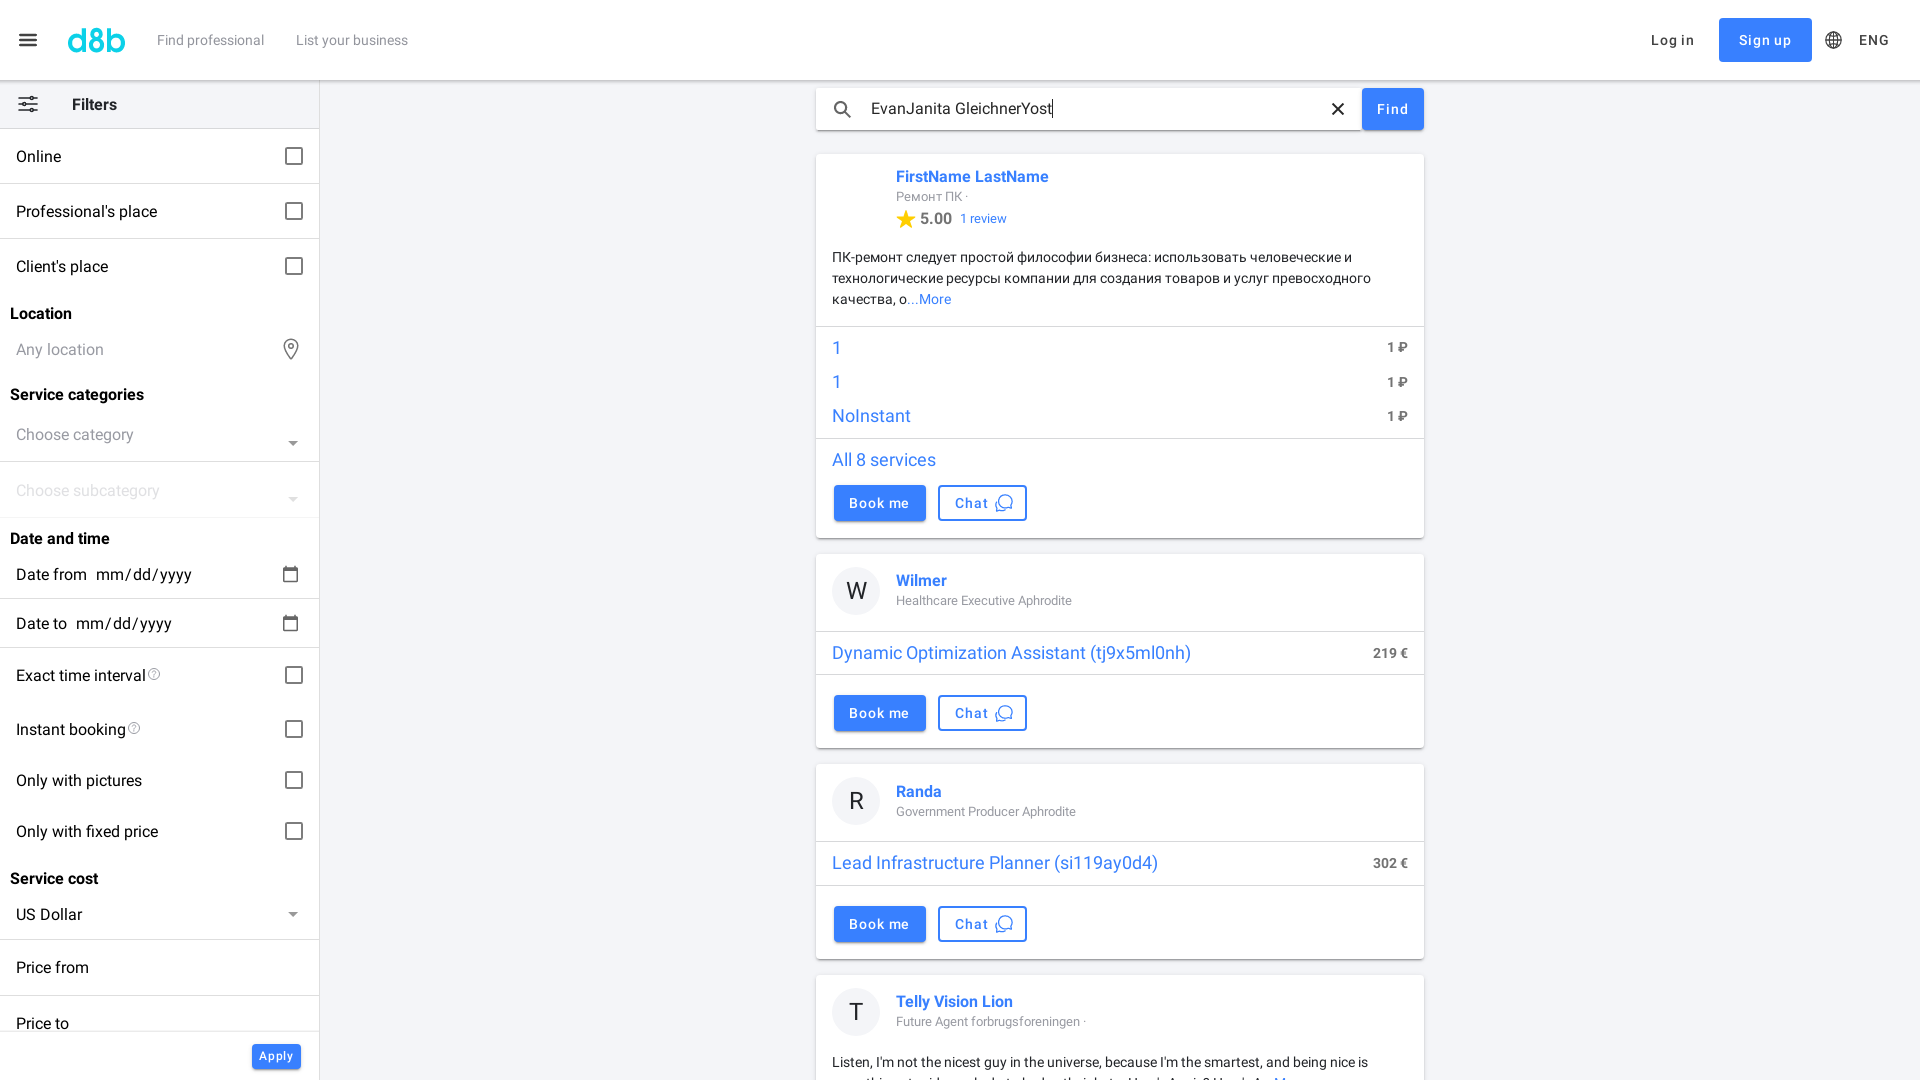 d8b
Find professional
List your business
Log in
Sign up
ENG
Filters
Online
Professional's place
Client's place
Location
Any location
Service categories
Choose category
Choose subcategory
Date and time
Date from mm/dd/yyyy
Date to mm/dd/yyyy
Exact time interval
Instant booking
Only with pictures
Only with fixed price
Service cost
US Dollar
Price from
Price to
Apply
EvanJanita GleichnerYost
Find
FirstName LastName
Ремонт ПК ·
5.00 1 review
ПК-ремонт следует простой философии бизнеса: использовать человеческие и
технологические ресурсы компании для создания товаров и услуг превосходного
качества, о...More
1 1 ₽
1 1 ₽
NoInstant 1 ₽
All 8 services
Book me Chat
W
Wilmer
Healthcare Executive Aphrodite
Dynamic Optimization Assistant (tj9x5ml0nh) 219 €
Book me Chat
R
Randa
Government Producer Aphrodite
Lead Infrastructure Planner (si119ay0d4) 302 €
Book me Chat
T
Telly Vision Lion
Future Agent forbrugsforeningen ·
Listen, I'm not the nicest guy in the universe, because I'm the smartest, and being nice is